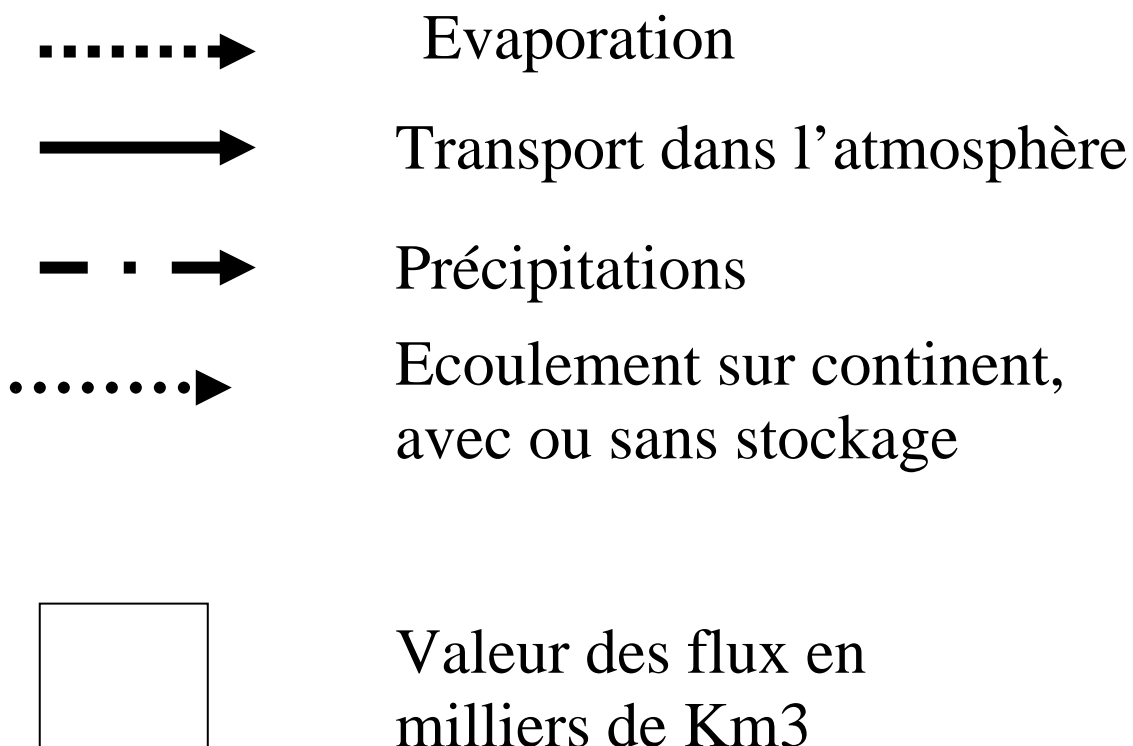 Evaporation
Transport dans l’atmosphère
Précipitations
Ecoulement sur continent,
avec ou sans stockage
Valeur des flux en
milliers de Km3